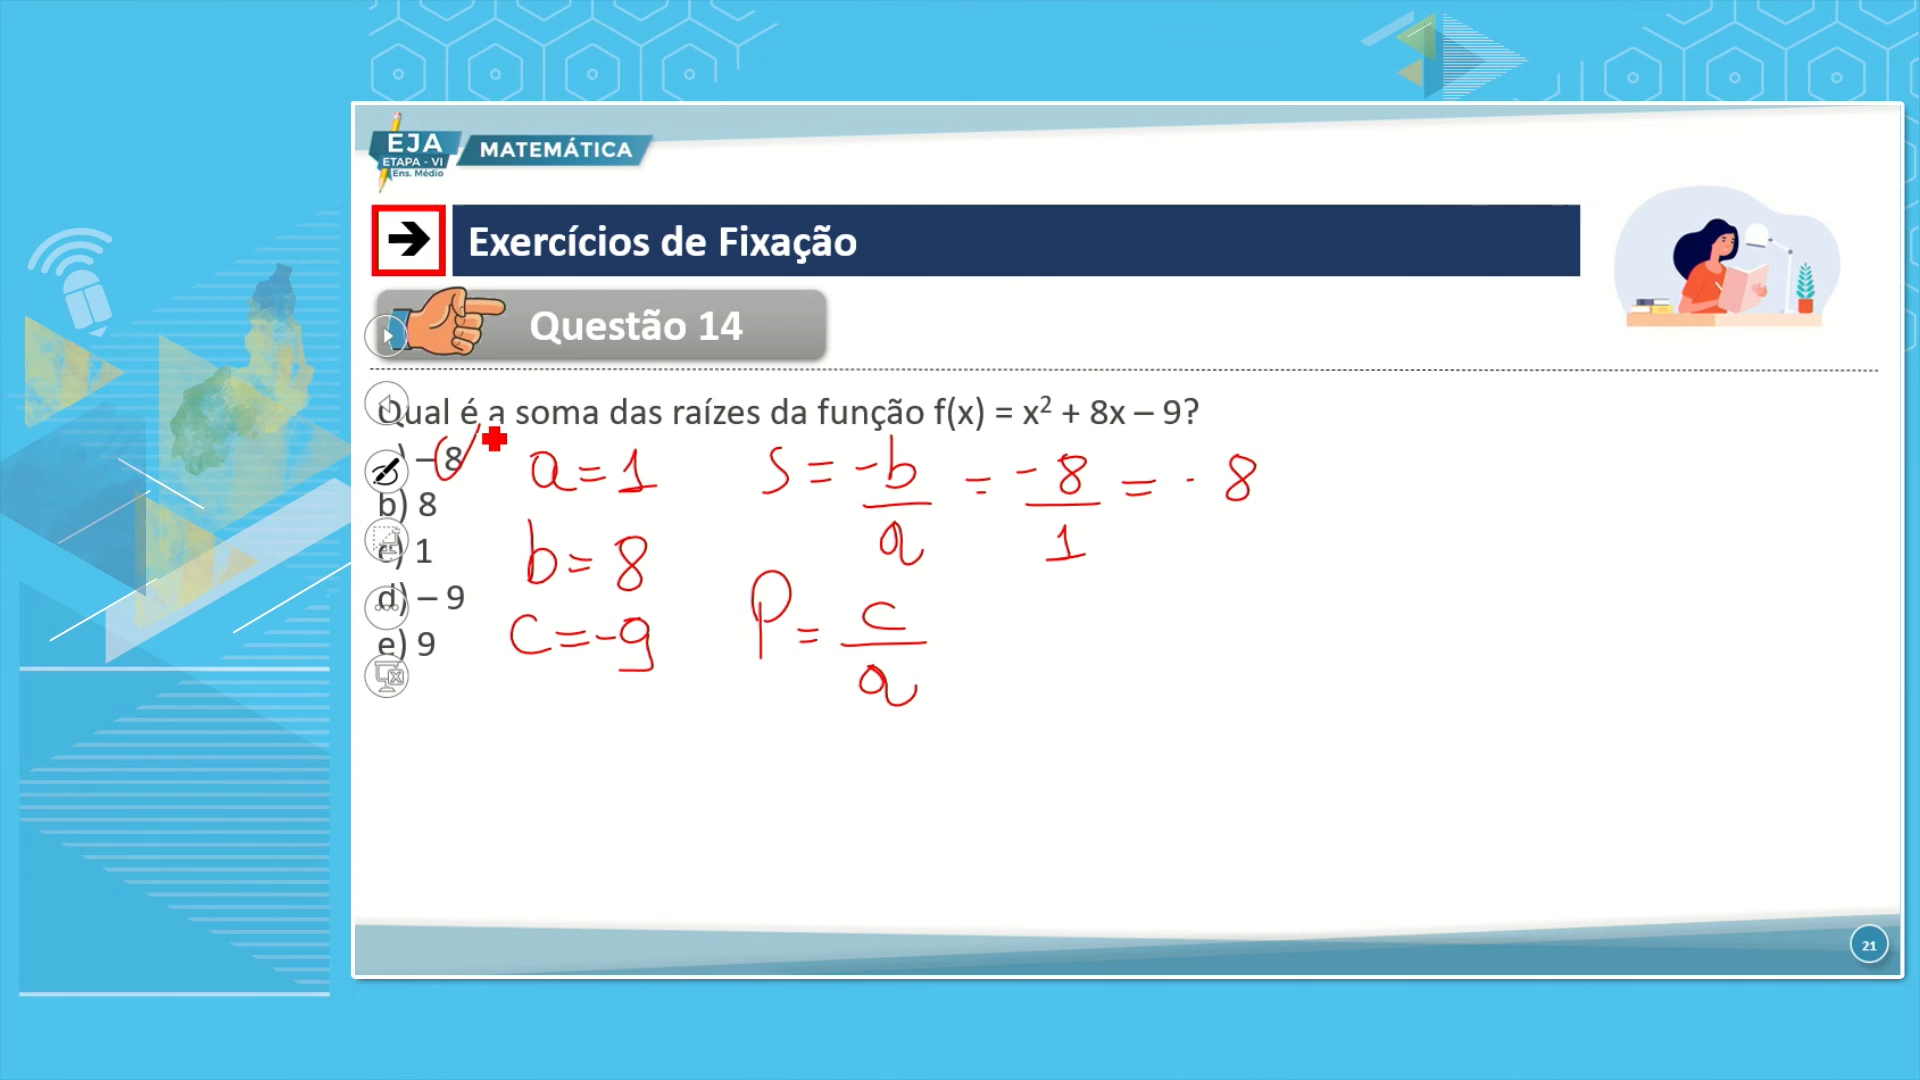 EJA
ETAPA - VI
Ens. Médio
MATEMÁTICA
Exercícios de Fixação
Questão 14
Qual é a soma das raízes da função f(x) = x² + 8x – 9?
) – 8
b) 8
c) 1
d) – 9
e) 9
a = 1
b = 8
c = -9
S = -b/a = -8/1 = -8
P = c/a
21